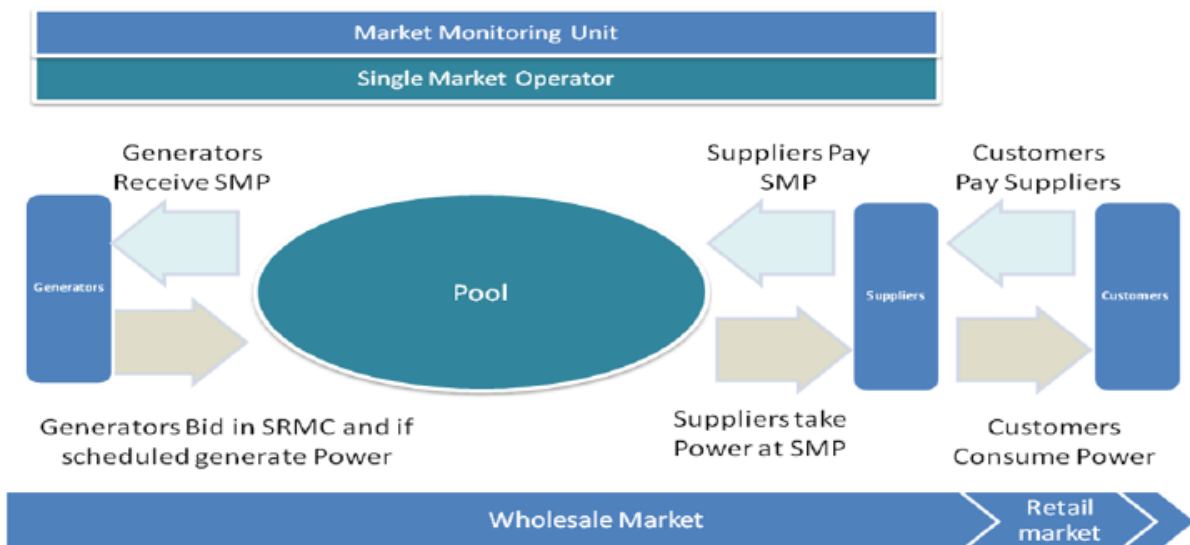 Market Monitoring Unit
Single Market Operator
Generators
Receive SMP
Suppliers Pay
SMP
Customers
Pay Suppliers
Generators
Pool
Suppliers
Customers
Generators Bid in SRMC and if
scheduled generate Power
Suppliers take
Power at SMP
Customers
Consume Power
Wholesale Market
Retail
market